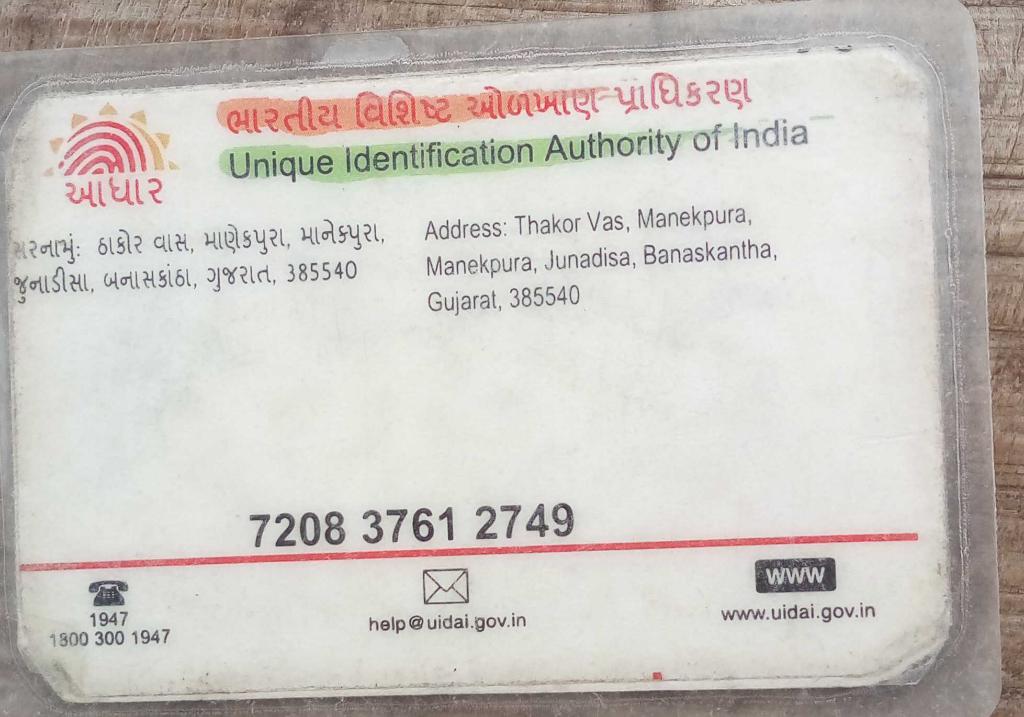 ભારતીય વિશિષ્ટ ઓળખાણ પ્રાધિકરણ
Unique Identification Authority of India
આધાર
સરનામું: ઠાકોર વાસ, માણેકપુરા, માનેકપુરા,
જુનાડીસા, બનાસકાંઠા, ગુજરાત, 385540
Address: Thakor Vas, Manekpura,
Manekpura, Junadisa, Banaskantha,
Gujarat, 385540
7208 3761 2749
1947
1800 300 1947
help@uidai.gov.in
WWW
www.uidai.gov.in